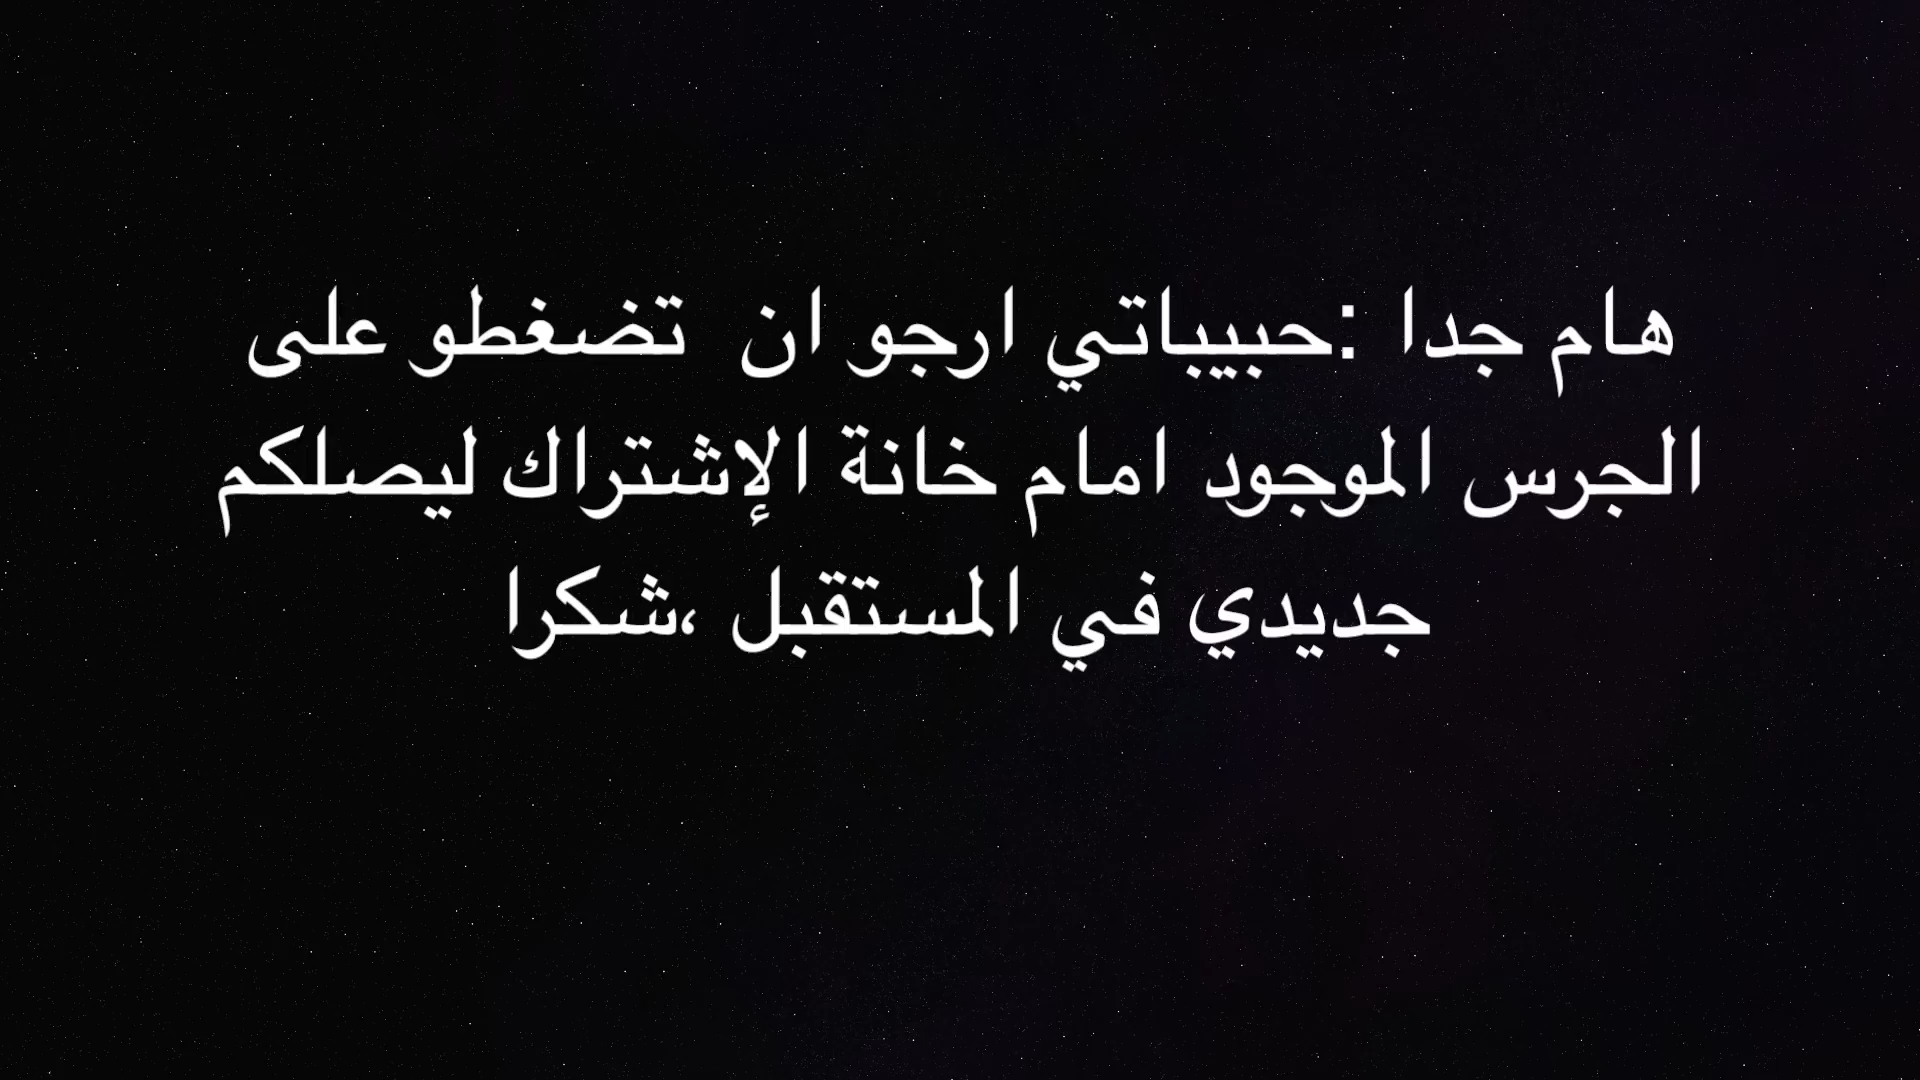 هام جدا :حبيباتي ارجو ان تضغطو على
الجرس الموجود امام خانة الإشتراك ليصلكم
جديدي في المستقبل ،شكرا